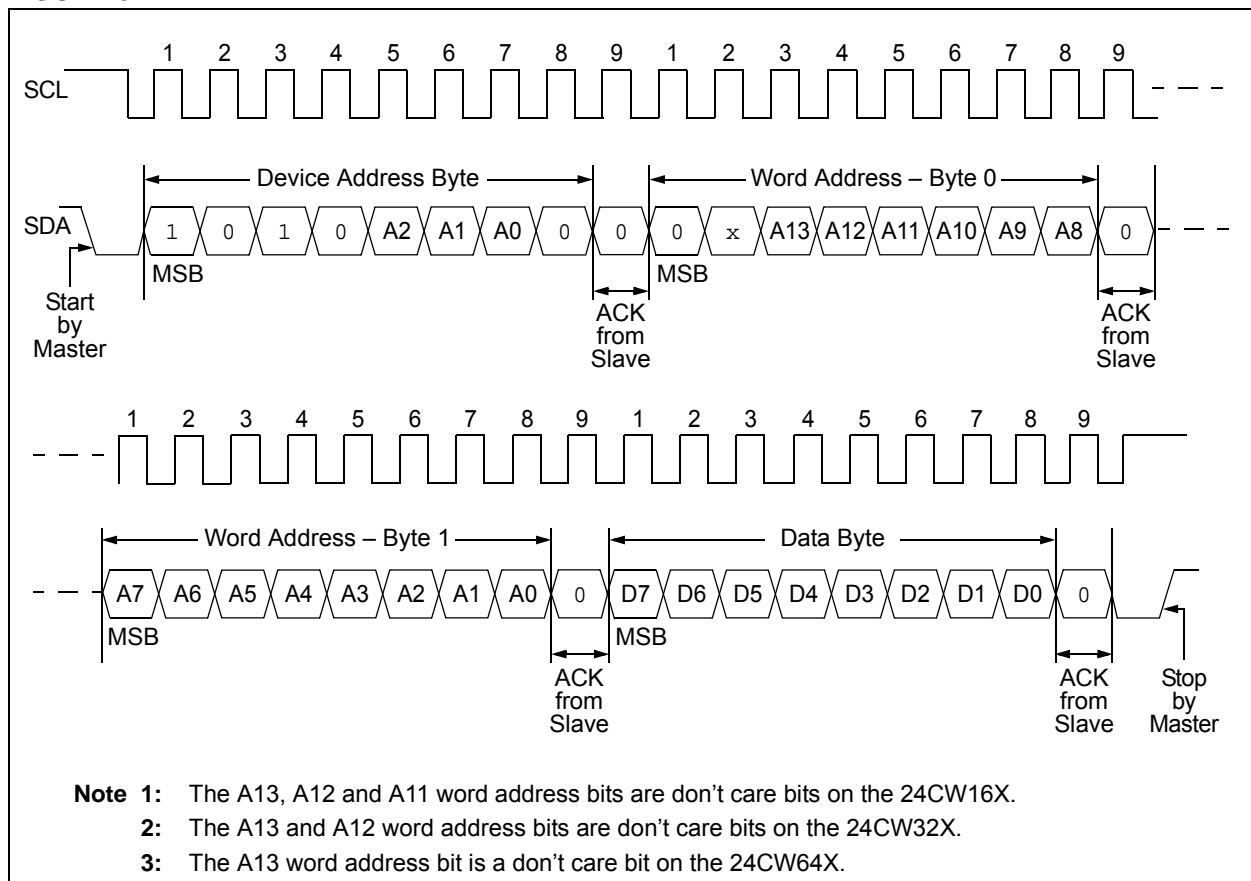 1 2 3 4 5 6 7 8 9 1 2 3 4 5 6 7 8 9
SCL
Device Address Byte Word Address – Byte 0
SDA 1 0 1 0 A2 A1 A0 0 0 0 x A13 A12 A11 A10 A9 A8 0
MSB MSB
Start
by
Master
ACK
from
Slave
ACK
from
Slave
1 2 3 4 5 6 7 8 9 1 2 3 4 5 6 7 8 9
Word Address – Byte 1 Data Byte
A7 A6 A5 A4 A3 A2 A1 A0 0 D7 D6 D5 D4 D3 D2 D1 D0 0
MSB MSB
ACK
from
Slave
ACK
from
Slave
Stop
by
Master
Note 1: The A13, A12 and A11 word address bits are don’t care bits on the 24CW16X.
2: The A13 and A12 word address bits are don’t care bits on the 24CW32X.
3: The A13 word address bit is a don’t care bit on the 24CW64X.